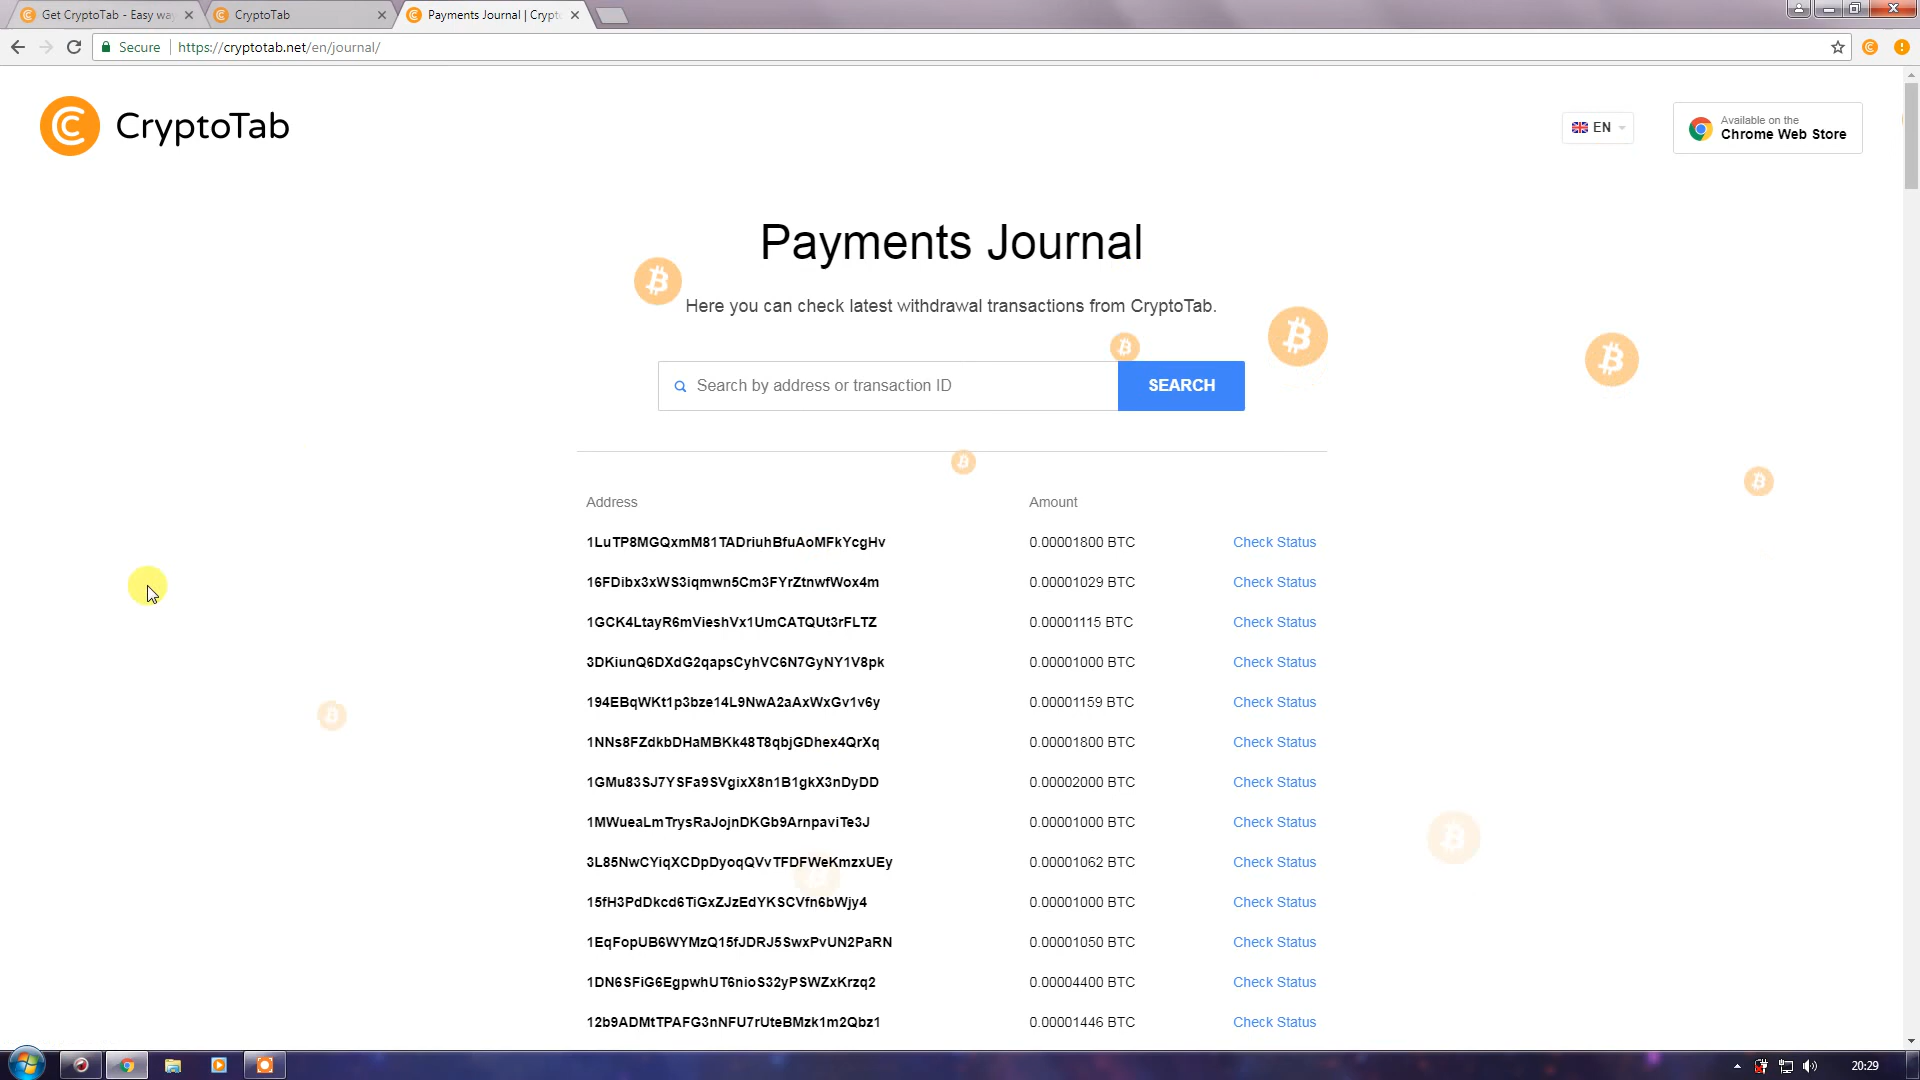 Get CryptoTab - Easy way
CryptoTab
Payments Journal | Crypt
Secure
https://cryptotab.net/en/journal/
CryptoTab
EN
Available on the
Chrome Web Store
Payments Journal
Here you can check latest withdrawal transactions from CryptoTab.
Search by address or transaction ID
SEARCH
Address Amount
1LuTP8MGQxmM81TADriuhBfuAoMFkYcgHv 0.00001800 BTC Check Status
16FDibx3xWS3iqmwn5Cm3FYrZtnwfWox4m 0.00001029 BTC Check Status
1GCK4LtayR6mVieshVx1UmCATQUt3rFLTZ 0.00001115 BTC Check Status
3DKiunQ6DXdG2qapsCyhVC6N7GyNY1V8pk 0.00001000 BTC Check Status
194EBqWKt1p3bze14L9NwA2aAxWxGv1v6y 0.00001159 BTC Check Status
1NNs8FZdkbDHaMBKk48T8qbjGDhex4QrXq 0.00001800 BTC Check Status
1GMu83SJ7YSFa9SVgixX8n1B1gkX3nDyDD 0.00002000 BTC Check Status
1MWueaLmTrysRaJojnDKGb9ArnpaviTe3J 0.00001000 BTC Check Status
3L85NwCYiqXCDpDyoqQVvTFDFWeKmzxUEy 0.00001062 BTC Check Status
15fH3PdDkcd6TiGxZJzEdYKSCVfn6bWjy4 0.00001000 BTC Check Status
1EqFopUB6WYMzQ15fJDRJ5SwxPvUN2PaRN 0.00001050 BTC Check Status
1DN6SFiG6EgpwhUT6nioS32yPSWZxKrzq2 0.00004400 BTC Check Status
12b9ADMtTPAFG3nNFU7rUteBMzk1m2Qbz1 0.00001446 BTC Check Status
20:29